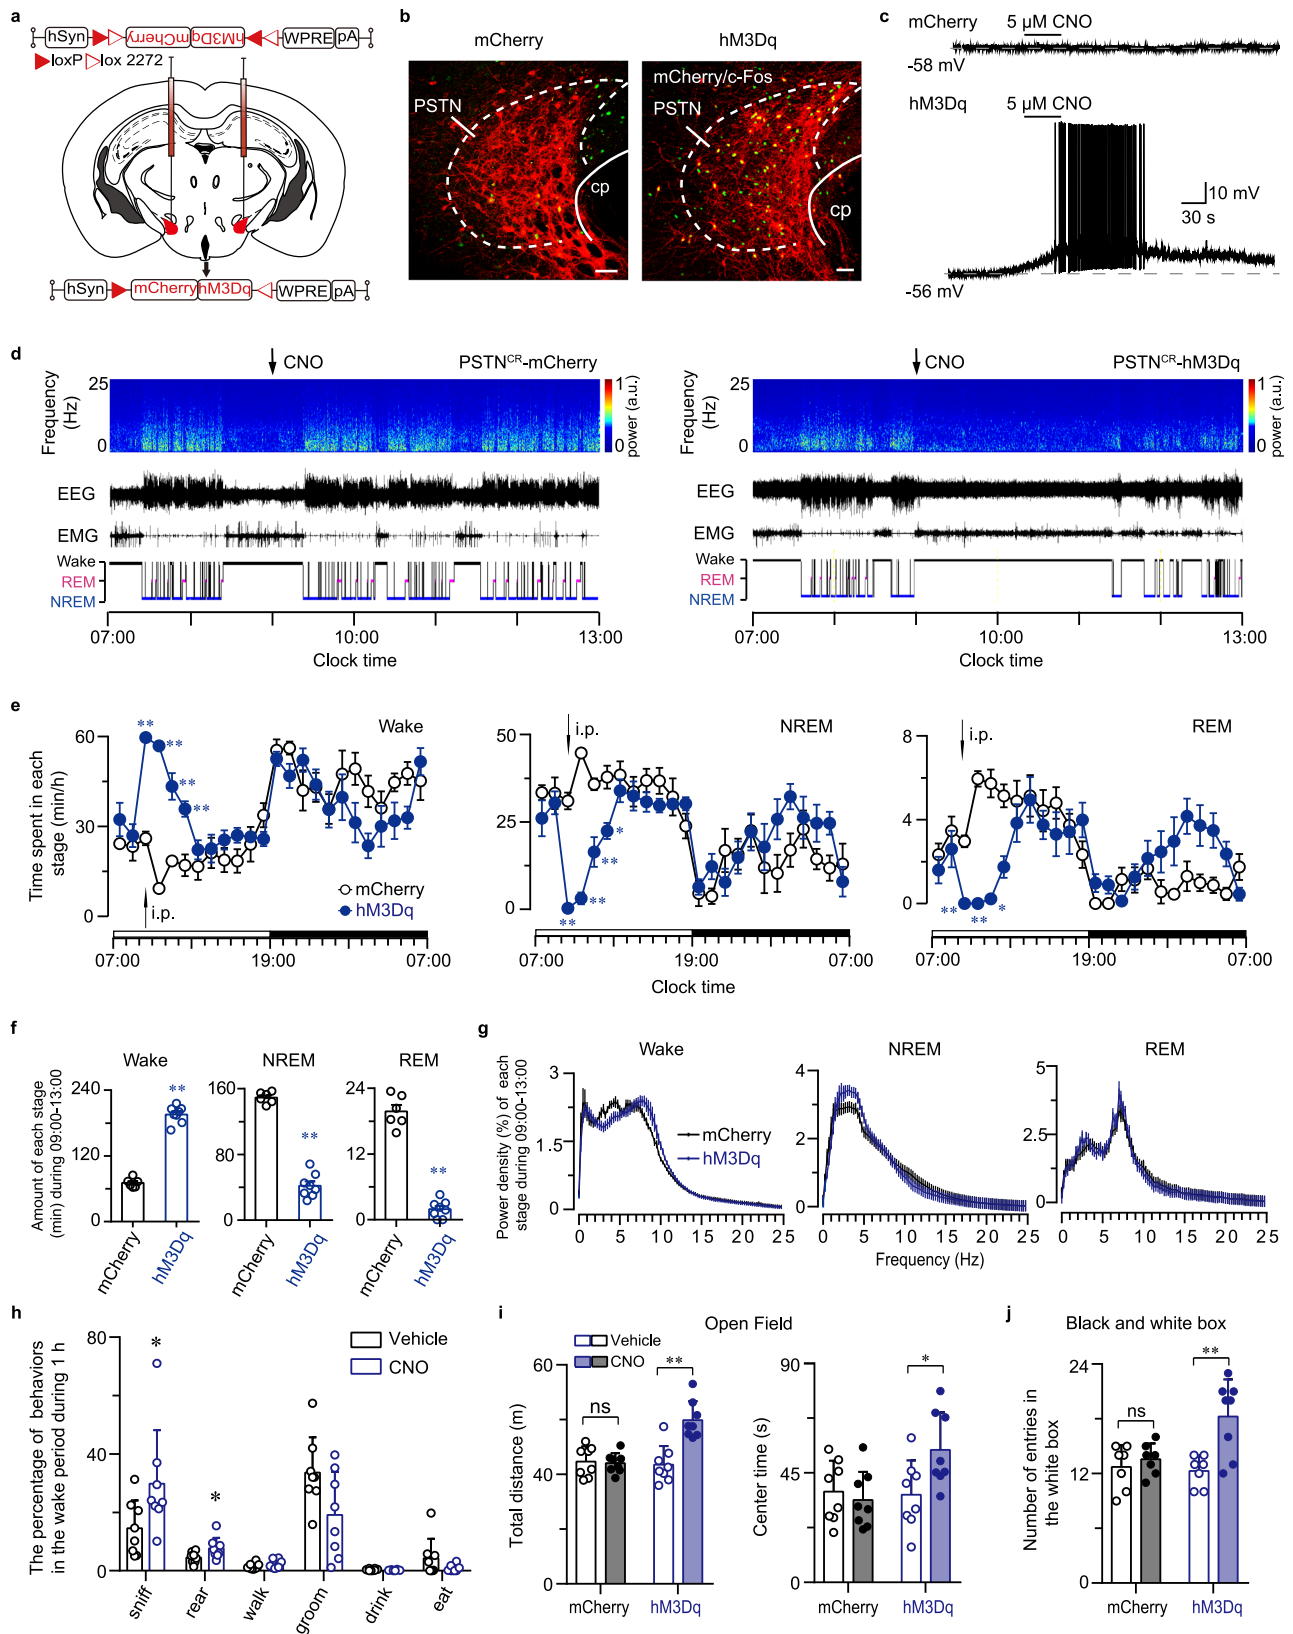 a
hSyn mCherry hM3Dq WPRE pA
loxP lox 2272
hSyn mCherry hM3Dq WPRE pA
b
mCherry hM3Dq
PSTN
cp
mCherry/c-Fos
PSTN
cp
c
mCherry 5 µM CNO
-58 mV
hM3Dq 5 µM CNO
10 mV
30 s
-56 mV
d
CNO PSTNCR-mCherry
Frequency (Hz)
25
0
1
0
power (a.u.)
EEG
EMG
Wake
REM
NREM
07:00 10:00 13:00
Clock time
CNO PSTNCR-hM3Dq
Frequency (Hz)
25
0
1
0
power (a.u.)
EEG
EMG
Wake
REM
NREM
07:00 10:00 13:00
Clock time
e
Time spent in each
stage (min/h)
Wake
60
30
0
** ** ** ** **
i.p.
mCherry
hM3Dq
07:00 19:00 07:00
NREM
50
25
0
i.p.
** ** ** *
07:00 19:00 07:00
Clock time
REM
8
4
0
i.p.
** ** *
07:00 19:00 07:00
f
Amount of each stage
(min) during 09:00-13:00
Wake
240
120
0
**
mCherry hM3Dq
NREM
160
80
0
**
mCherry hM3Dq
REM
24
12
0
**
mCherry hM3Dq
g
Power density (%) of each
stage during 09:00-13:00
Wake
3
1.5
0
mCherry
hM3Dq
0 5 10 15 20 25
NREM
4
2
0
0 5 10 15 20 25
Frequency (Hz)
REM
5
2.5
0
0 5 10 15 20 25
h
The percentage of behaviors
in the wake period during 1 h
80
40
0
Vehicle
CNO
*
*
sniff rear walk groom drink eat
i
Open Field
Vehicle
CNO
Total distance (m)
60
40
0
ns
**
mCherry hM3Dq
Center time (s)
90
45
0
*
mCherry hM3Dq
j
Black and white box
Number of entries in
the white box
24
12
0
ns
**
mCherry hM3Dq